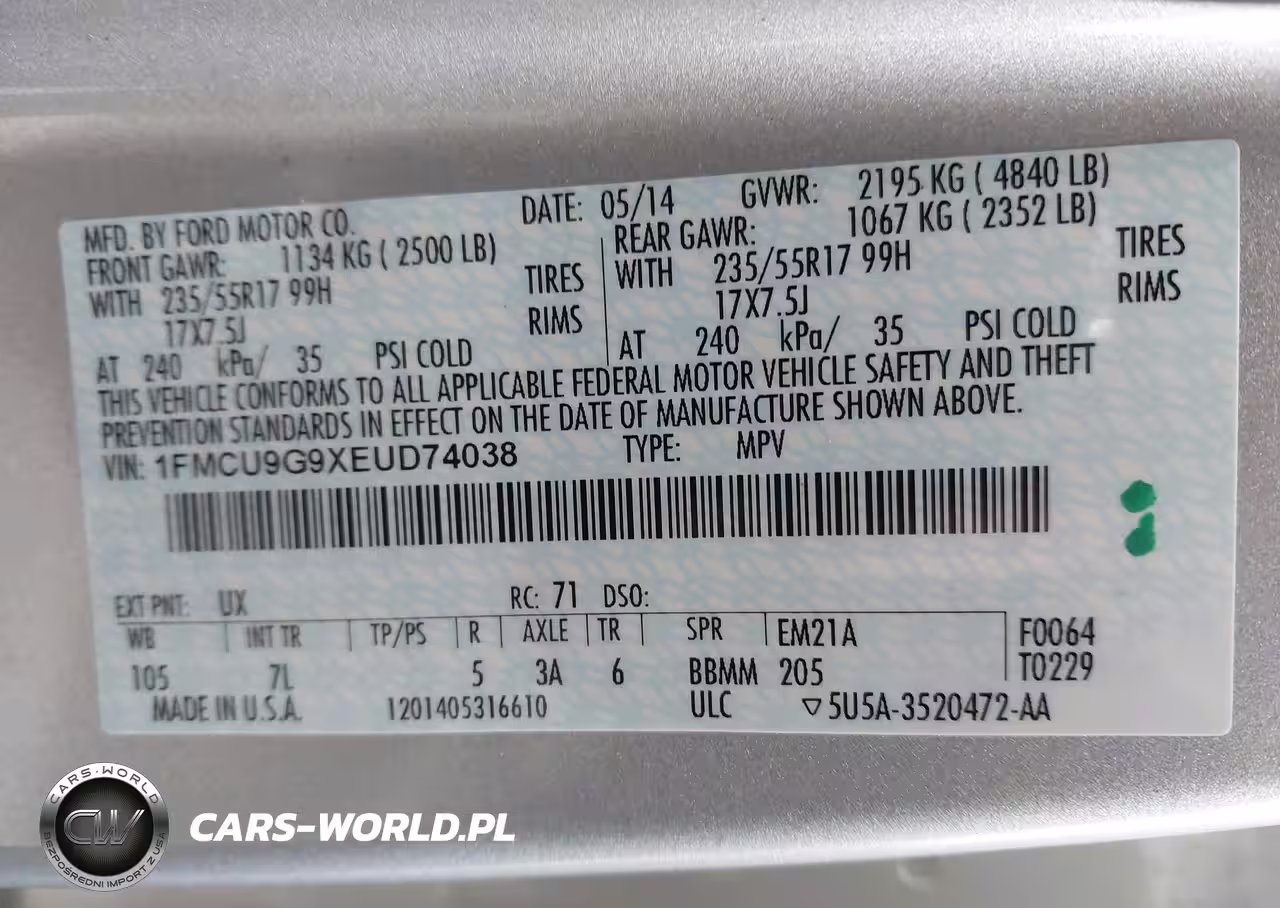 MFD. BY FORD MOTOR CO. DATE: 05/14 GVWR: 2195 KG ( 4840 LB)
FRONT GAWR: 1134 KG ( 2500 LB) REAR GAWR: 1067 KG ( 2352 LB)
WITH 235/55R17 99H TIRES WITH 235/55R17 99H TIRES
17X7.5J RIMS 17X7.5J RIMS
AT 240 kPa/ 35 PSI COLD AT 240 kPa/ 35 PSI COLD
THIS VEHICLE CONFORMS TO ALL APPLICABLE FEDERAL MOTOR VEHICLE SAFETY AND THEFT
PREVENTION STANDARDS IN EFFECT ON THE DATE OF MANUFACTURE SHOWN ABOVE.
VIN: 1FMCU9G9XEUD74038 TYPE: MPV
EXT PNT: UX RC: 71 DSO:
WB INT TR TP/PS R AXLE TR SPR EM21A F0064
105 7L 5 3A 6 BBMM 205 T0229
MADE IN U.S.A. 1201405316610 ULC ▽5U5A-3520472-AA
CARS-WORLD
CW
BEZPOŚREDNI IMPORT Z USA
CARS-WORLD.PL